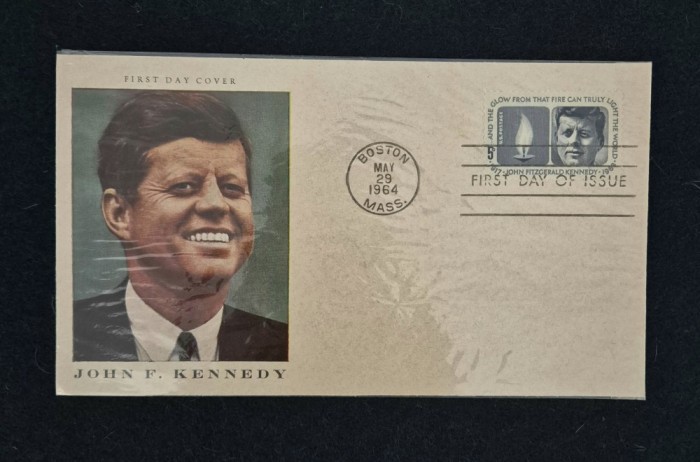 FIRST DAY COVER
JOHN F. KENNEDY
BOSTON
MAY
29
1964
MASS.
AND THE GLOW FROM THAT FIRE CAN TRULY LIGHT THE WORLD
5
JOHN FITZGERALD KENNEDY
FIRST DAY OF ISSUE